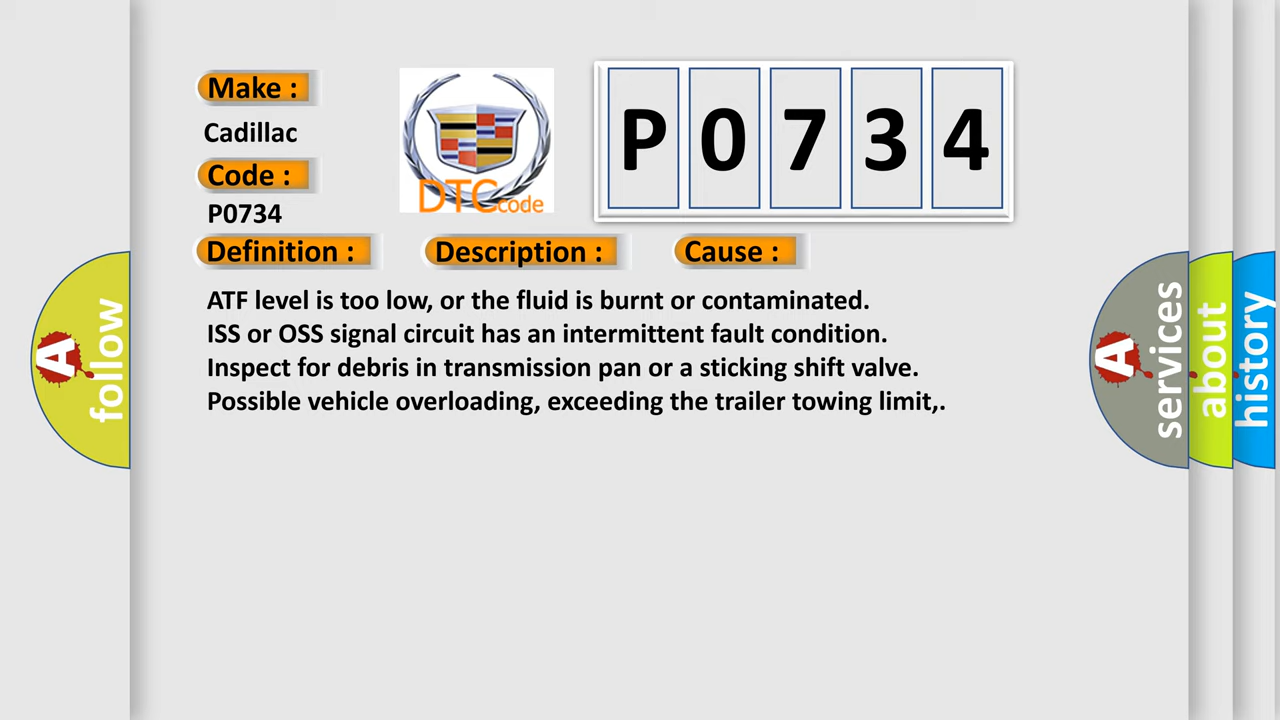 Make :
Cadillac
Code :
P0734
DTC code
P 0 7 3 4
Definition :
Description :
Cause :
ATF level is too low, or the fluid is burnt or contaminated.
ISS or OSS signal circuit has an intermittent fault condition.
Inspect for debris in transmission pan or a sticking shift valve.
Possible vehicle overloading, exceeding the trailer towing limit,.
A
follow
A
services
about
history